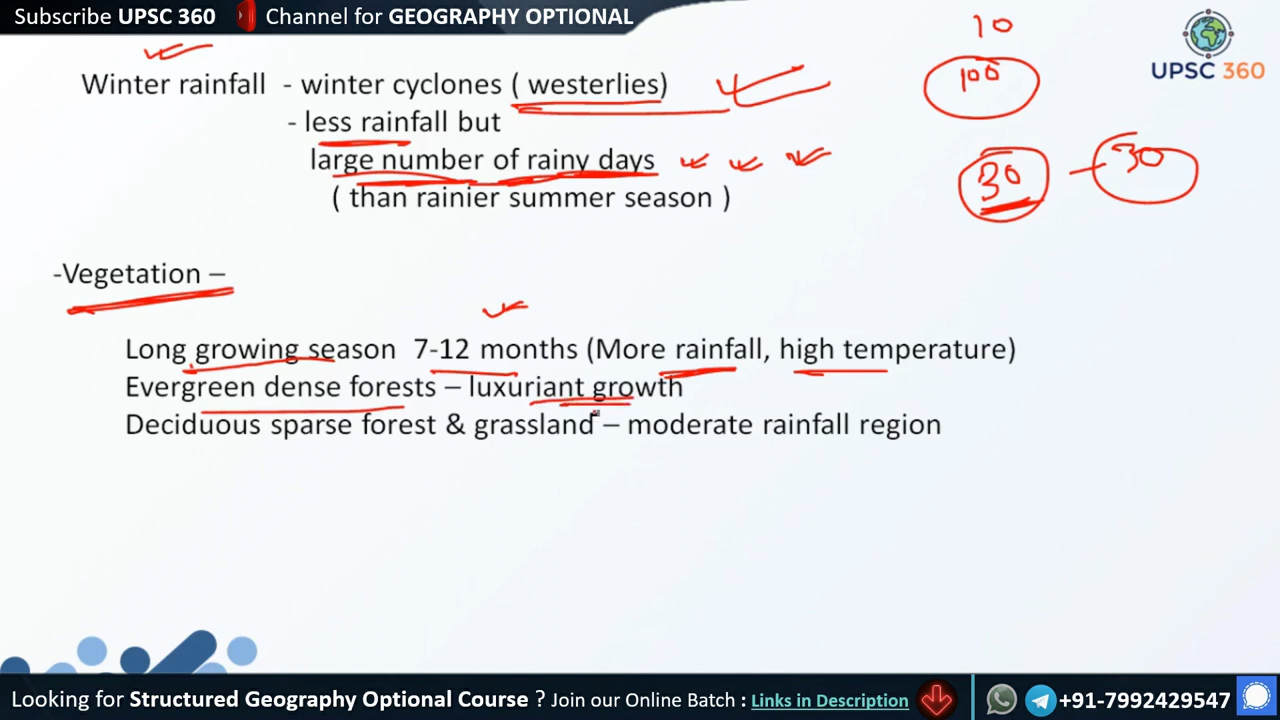 Subscribe UPSC 360 Channel for GEOGRAPHY OPTIONAL
10
100
UPSC 360
Winter rainfall - winter cyclones ( westerlies)
- less rainfall but
large number of rainy days
30 - 30
( than rainier summer season )
-Vegetation –
Long growing season 7-12 months (More rainfall, high temperature)
Evergreen dense forests – luxuriant growth
Deciduous sparse forest & grassland – moderate rainfall region
Looking for Structured Geography Optional Course ? Join our Online Batch : Links in Description +91-7992429547